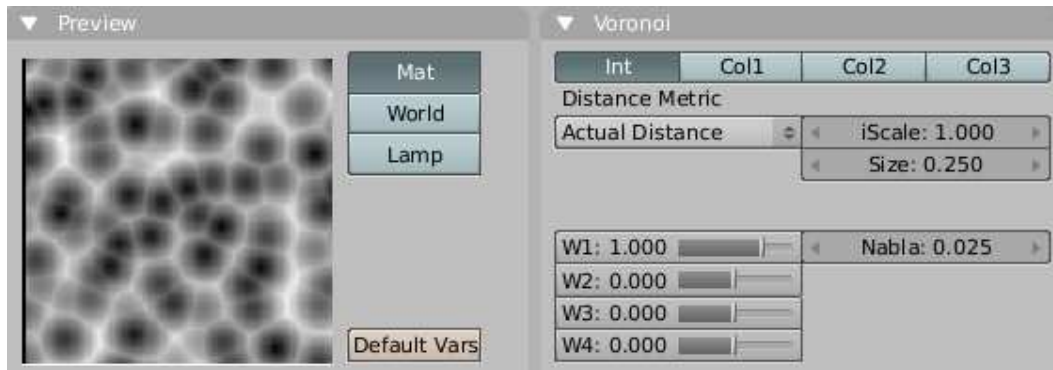 Preview
Mat
World
Lamp
Default Vars
Voronoi
Int Col1 Col2 Col3
Distance Metric
Actual Distance
iScale: 1.000
Size: 0.250
W1: 1.000
Nabla: 0.025
W2: 0.000
W3: 0.000
W4: 0.000